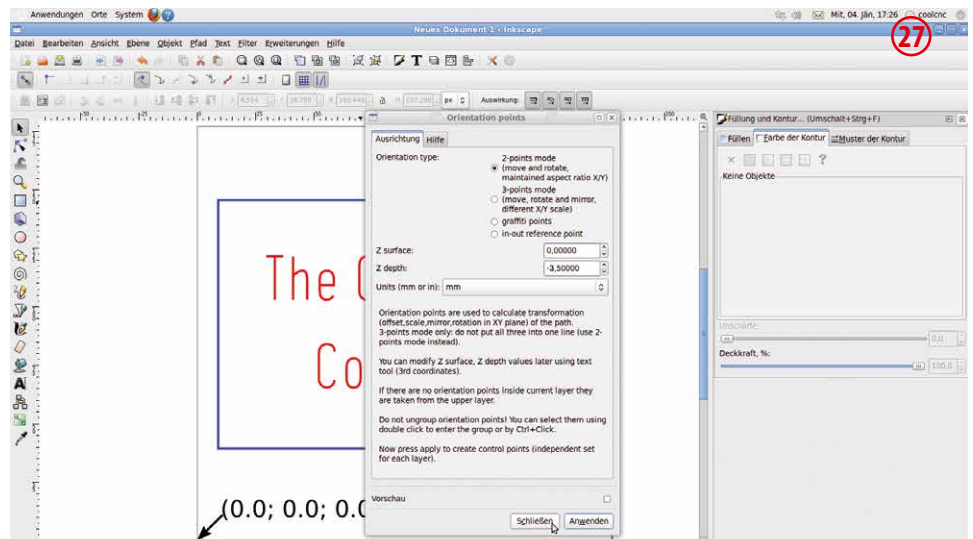 Anwendungen Orte System
Mit, 04. Jän, 17:26 coolcnc
27
Neues Dokument 1 - Inkscape
Datei Bearbeiten Ansicht Ebene Objekt Pfad Text Filter Erweiterungen Hilfe
px Auswirkung:
Orientation points
Füllung und Kontur... (Umschalt+Strg+F)
Ausrichtung Hilfe
Füllen Farbe der Kontur Muster der Kontur
Keine Objekte
Orientation type:
2-points mode
(move and rotate,
maintained aspect ratio X/Y)
3-points mode
(move, rotate and mirror,
different X/Y scale)
graffiti points
in-out reference point
Z surface: 0,00000
Z depth: -3,50000
Units (mm or in): mm
Orientation points are used to calculate transformation
(offset,scale,mirror,rotation in XY plane) of the path.
3-points mode only: do not put all three into one line (use 2-
points mode instead).
You can modify Z surface, Z depth values later using text
tool (3rd coordinates).
If there are no orientation points inside current layer they
are taken from the upper layer.
Do not ungroup orientation points! You can select them using
double click to enter the group or by Ctrl+Click.
Now press apply to create control points (independent set
for each layer).
Vorschau
Schließen Anwenden
The
Co
(0.0; 0.0; 0.0
Unschärfe:
0,0
Deckkraft, %:
100,0